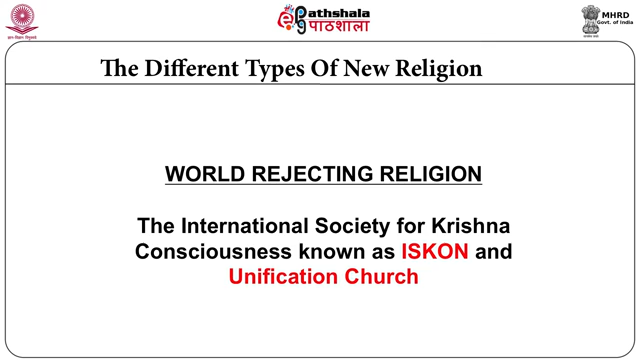 Pathshala
पाठशाला
MHRD
Govt. of India
The Different Types Of New Religion
WORLD REJECTING RELIGION
The International Society for Krishna
Consciousness known as ISKON and
Unification Church